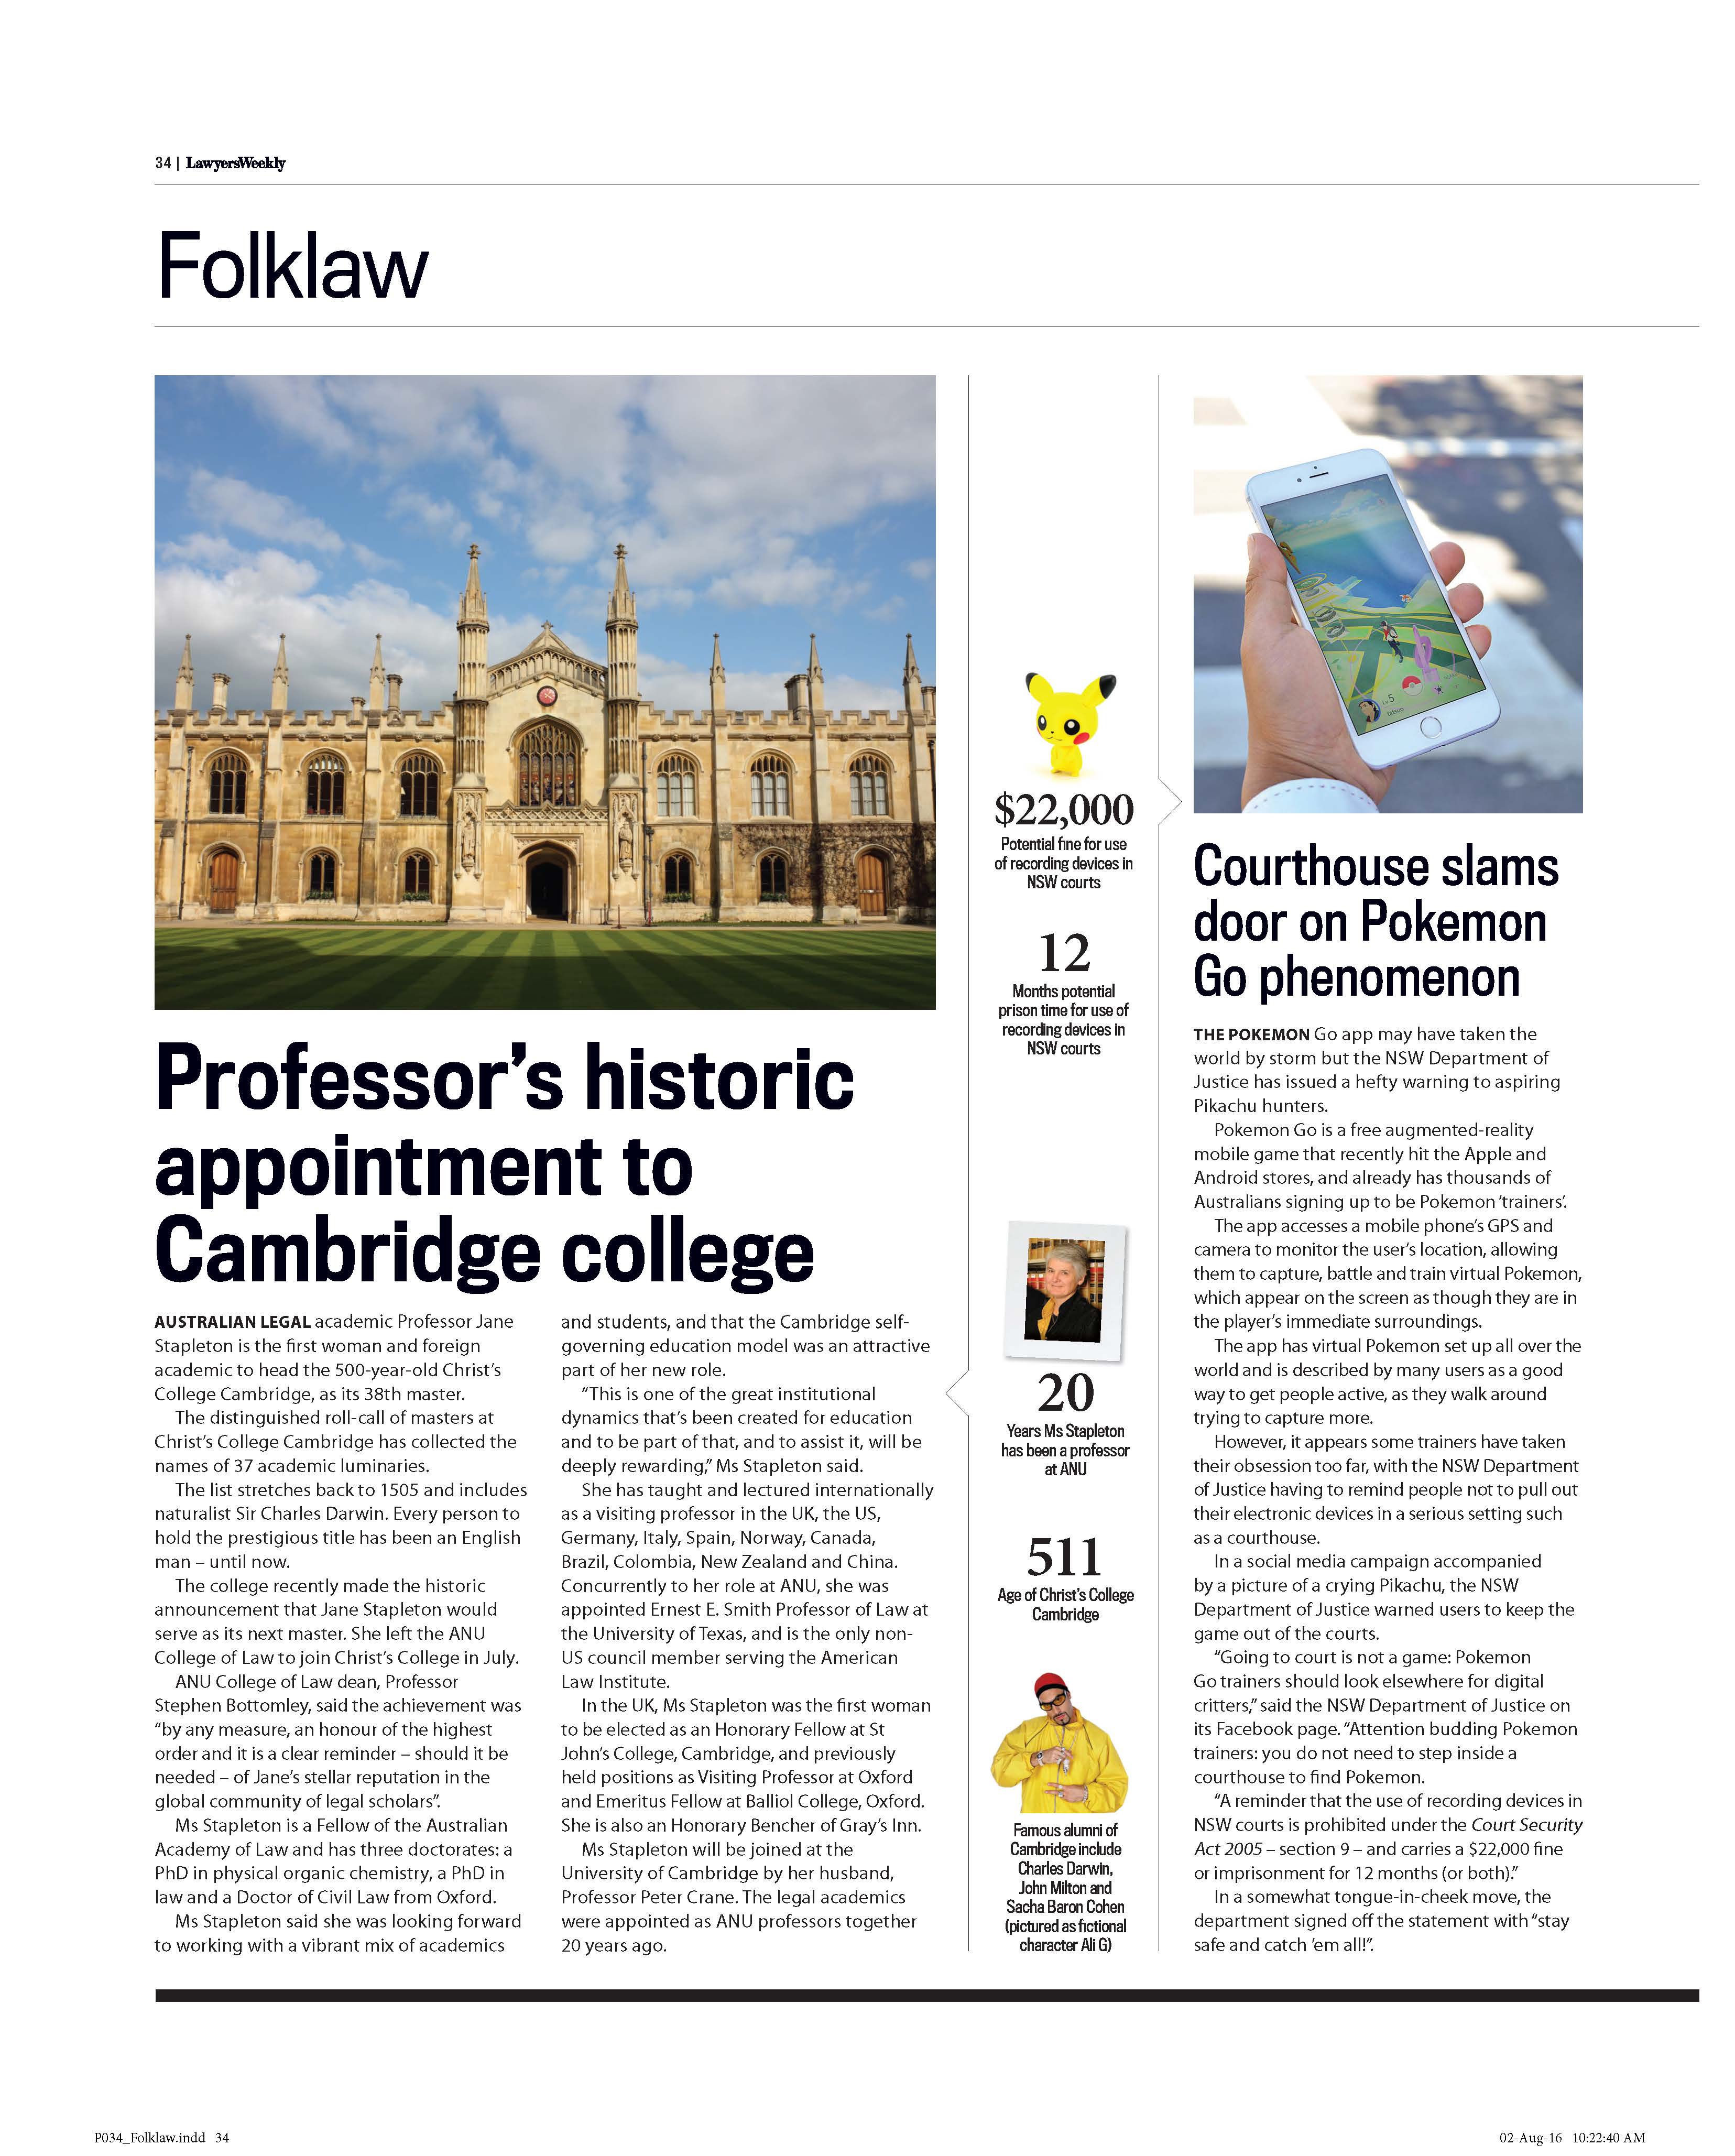 34 | LawyersWeekly
Folklaw
Professor’s historic
appointment to
Cambridge college
AUSTRALIAN LEGAL academic Professor Jane
Stapleton is the first woman and foreign
academic to head the 500-year-old Christ’s
College Cambridge, as its 38th master.
The distinguished roll-call of masters at
Christ’s College Cambridge has collected the
names of 37 academic luminaries.
The list stretches back to 1505 and includes
naturalist Sir Charles Darwin. Every person to
hold the prestigious title has been an English
man – until now.
The college recently made the historic
announcement that Jane Stapleton would
serve as its next master. She left the ANU
College of Law to join Christ’s College in July.
ANU College of Law dean, Professor
Stephen Bottomley, said the achievement was
“by any measure, an honour of the highest
order and it is a clear reminder – should it be
needed – of Jane’s stellar reputation in the
global community of legal scholars”.
Ms Stapleton is a Fellow of the Australian
Academy of Law and has three doctorates: a
PhD in physical organic chemistry, a PhD in
law and a Doctor of Civil Law from Oxford.
Ms Stapleton said she was looking forward
to working with a vibrant mix of academics
and students, and that the Cambridge self-
governing education model was an attractive
part of her new role.
“This is one of the great institutional
dynamics that’s been created for education
and to be part of that, and to assist it, will be
deeply rewarding,” Ms Stapleton said.
She has taught and lectured internationally
as a visiting professor in the UK, the US,
Germany, Italy, Spain, Norway, Canada,
Brazil, Colombia, New Zealand and China.
Concurrently to her role at ANU, she was
appointed Ernest E. Smith Professor of Law at
the University of Texas, and is the only non-
US council member serving the American
Law Institute.
In the UK, Ms Stapleton was the first woman
to be elected as an Honorary Fellow at St
John’s College, Cambridge, and previously
held positions as Visiting Professor at Oxford
and Emeritus Fellow at Balliol College, Oxford.
She is also an Honorary Bencher of Gray’s Inn.
Ms Stapleton will be joined at the
University of Cambridge by her husband,
Professor Peter Crane. The legal academics
were appointed as ANU professors together
20 years ago.
$22,000
Potential fine for use
of recording devices in
NSW courts
12
Months potential
prison time for use of
recording devices in
NSW courts
20
Years Ms Stapleton
has been a professor
at ANU
511
Age of Christ’s College
Cambridge
Famous alumni of
Cambridge include
Charles Darwin,
John Milton and
Sacha Baron Cohen
(pictured as fictional
character Ali G)
Courthouse slams
door on Pokemon
Go phenomenon
THE POKEMON Go app may have taken the
world by storm but the NSW Department of
Justice has issued a hefty warning to aspiring
Pikachu hunters.
Pokemon Go is a free augmented-reality
mobile game that recently hit the Apple and
Android stores, and already has thousands of
Australians signing up to be Pokemon ‘trainers’.
The app accesses a mobile phone’s GPS and
camera to monitor the user’s location, allowing
them to capture, battle and train virtual Pokemon,
which appear on the screen as though they are in
the player’s immediate surroundings.
The app has virtual Pokemon set up all over the
world and is described by many users as a good
way to get people active, as they walk around
trying to capture more.
However, it appears some trainers have taken
their obsession too far, with the NSW Department
of Justice having to remind people not to pull out
their electronic devices in a serious setting such
as a courthouse.
In a social media campaign accompanied
by a picture of a crying Pikachu, the NSW
Department of Justice warned users to keep the
game out of the courts.
“Going to court is not a game: Pokemon
Go trainers should look elsewhere for digital
critters,” said the NSW Department of Justice on
its Facebook page. “Attention budding Pokemon
trainers: you do not need to step inside a
courthouse to find Pokemon.
“A reminder that the use of recording devices in
NSW courts is prohibited under the Court Security
Act 2005 – section 9 – and carries a $22,000 fine
or imprisonment for 12 months (or both).”
In a somewhat tongue-in-cheek move, the
department signed off the statement with “stay
safe and catch ’em all!”.
P034_Folklaw.indd 34
02-Aug-16 10:22:40 AM